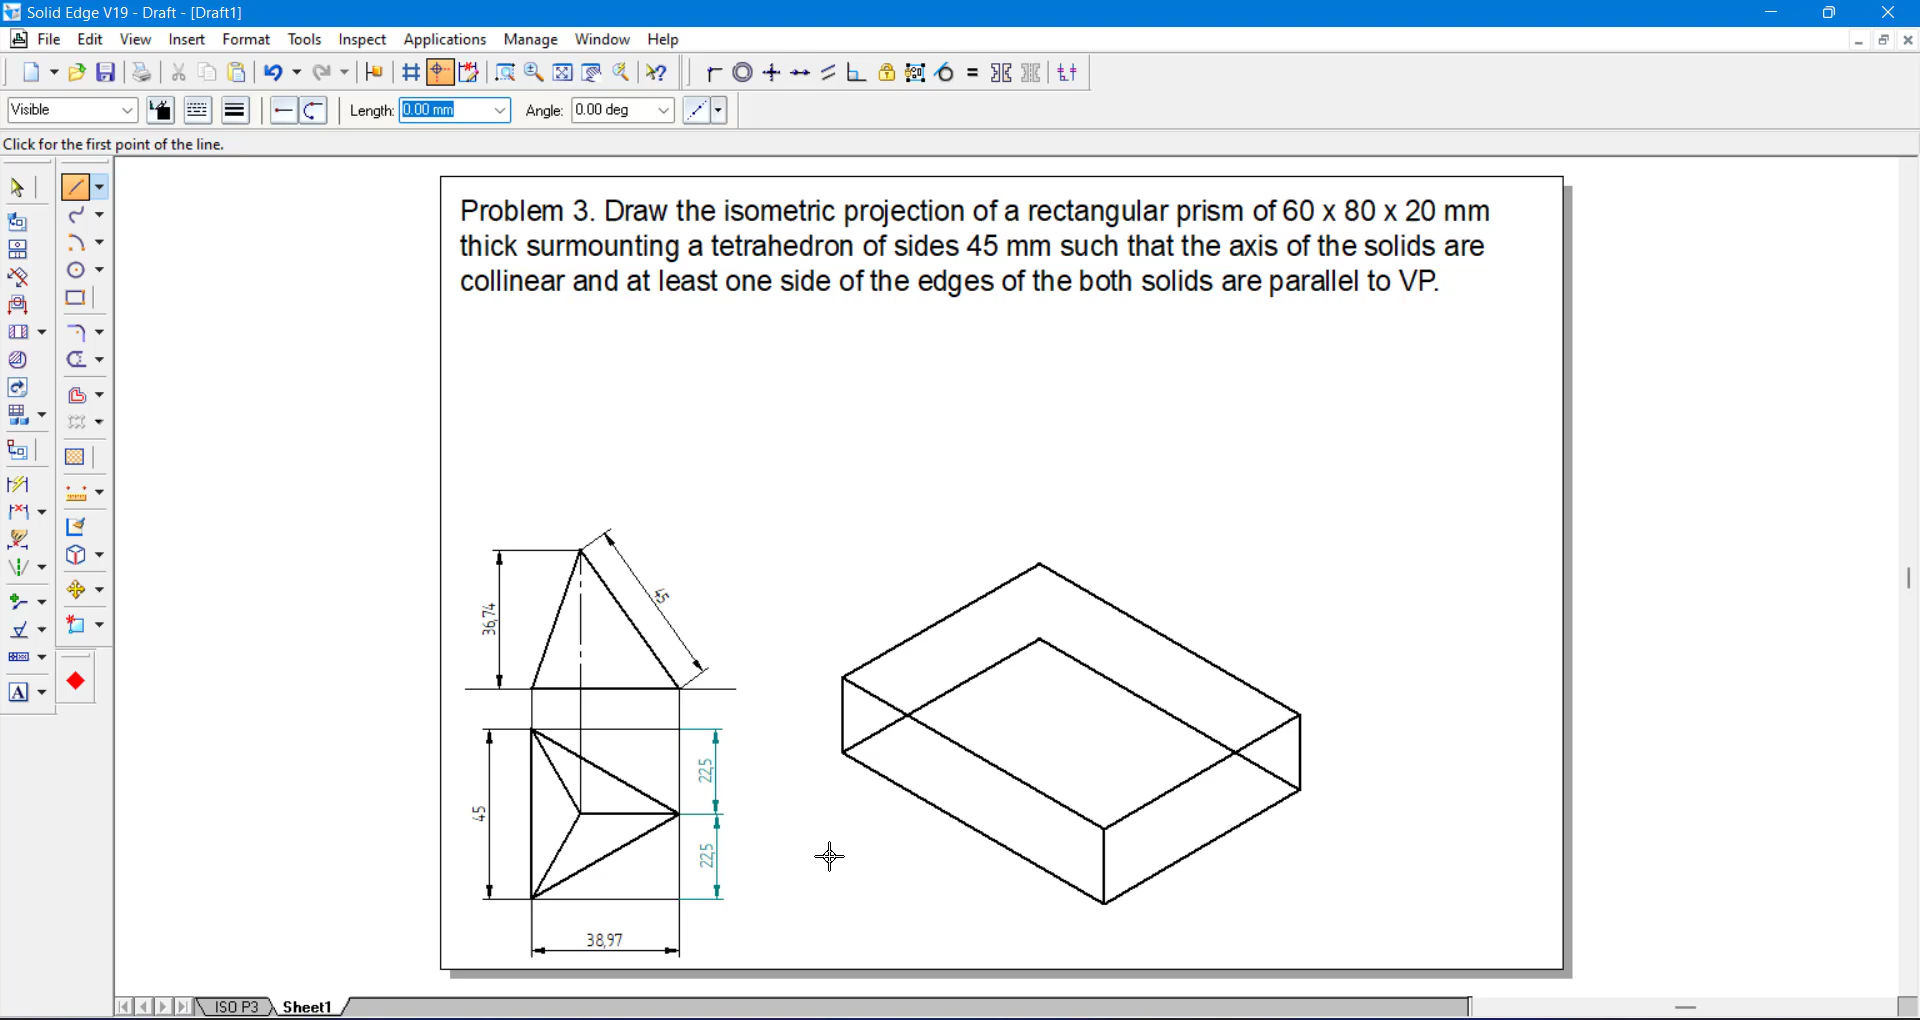 Solid Edge V19 - Draft - [Draft1]
File Edit View Insert Format Tools Inspect Applications Manage Window Help
Visible Length: 0.00 mm Angle: 0.00 deg
Click for the first point of the line.
Problem 3. Draw the isometric projection of a rectangular prism of 60 x 80 x 20 mm
thick surmounting a tetrahedron of sides 45 mm such that the axis of the solids are
collinear and at least one side of the edges of the both solids are parallel to VP.
45
36,74
22,5
45
22,5
38,97
A
ISO P3 Sheet1